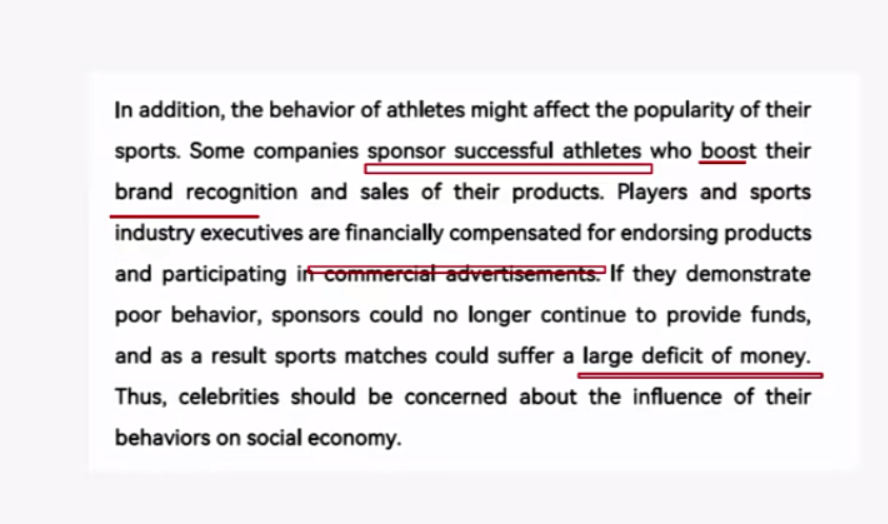 In addition, the behavior of athletes might affect the popularity of their
sports. Some companies sponsor successful athletes who boost their
brand recognition and sales of their products. Players and sports
industry executives are financially compensated for endorsing products
and participating in commercial advertisements. If they demonstrate
poor behavior, sponsors could no longer continue to provide funds,
and as a result sports matches could suffer a large deficit of money.
Thus, celebrities should be concerned about the influence of their
behaviors on social economy.